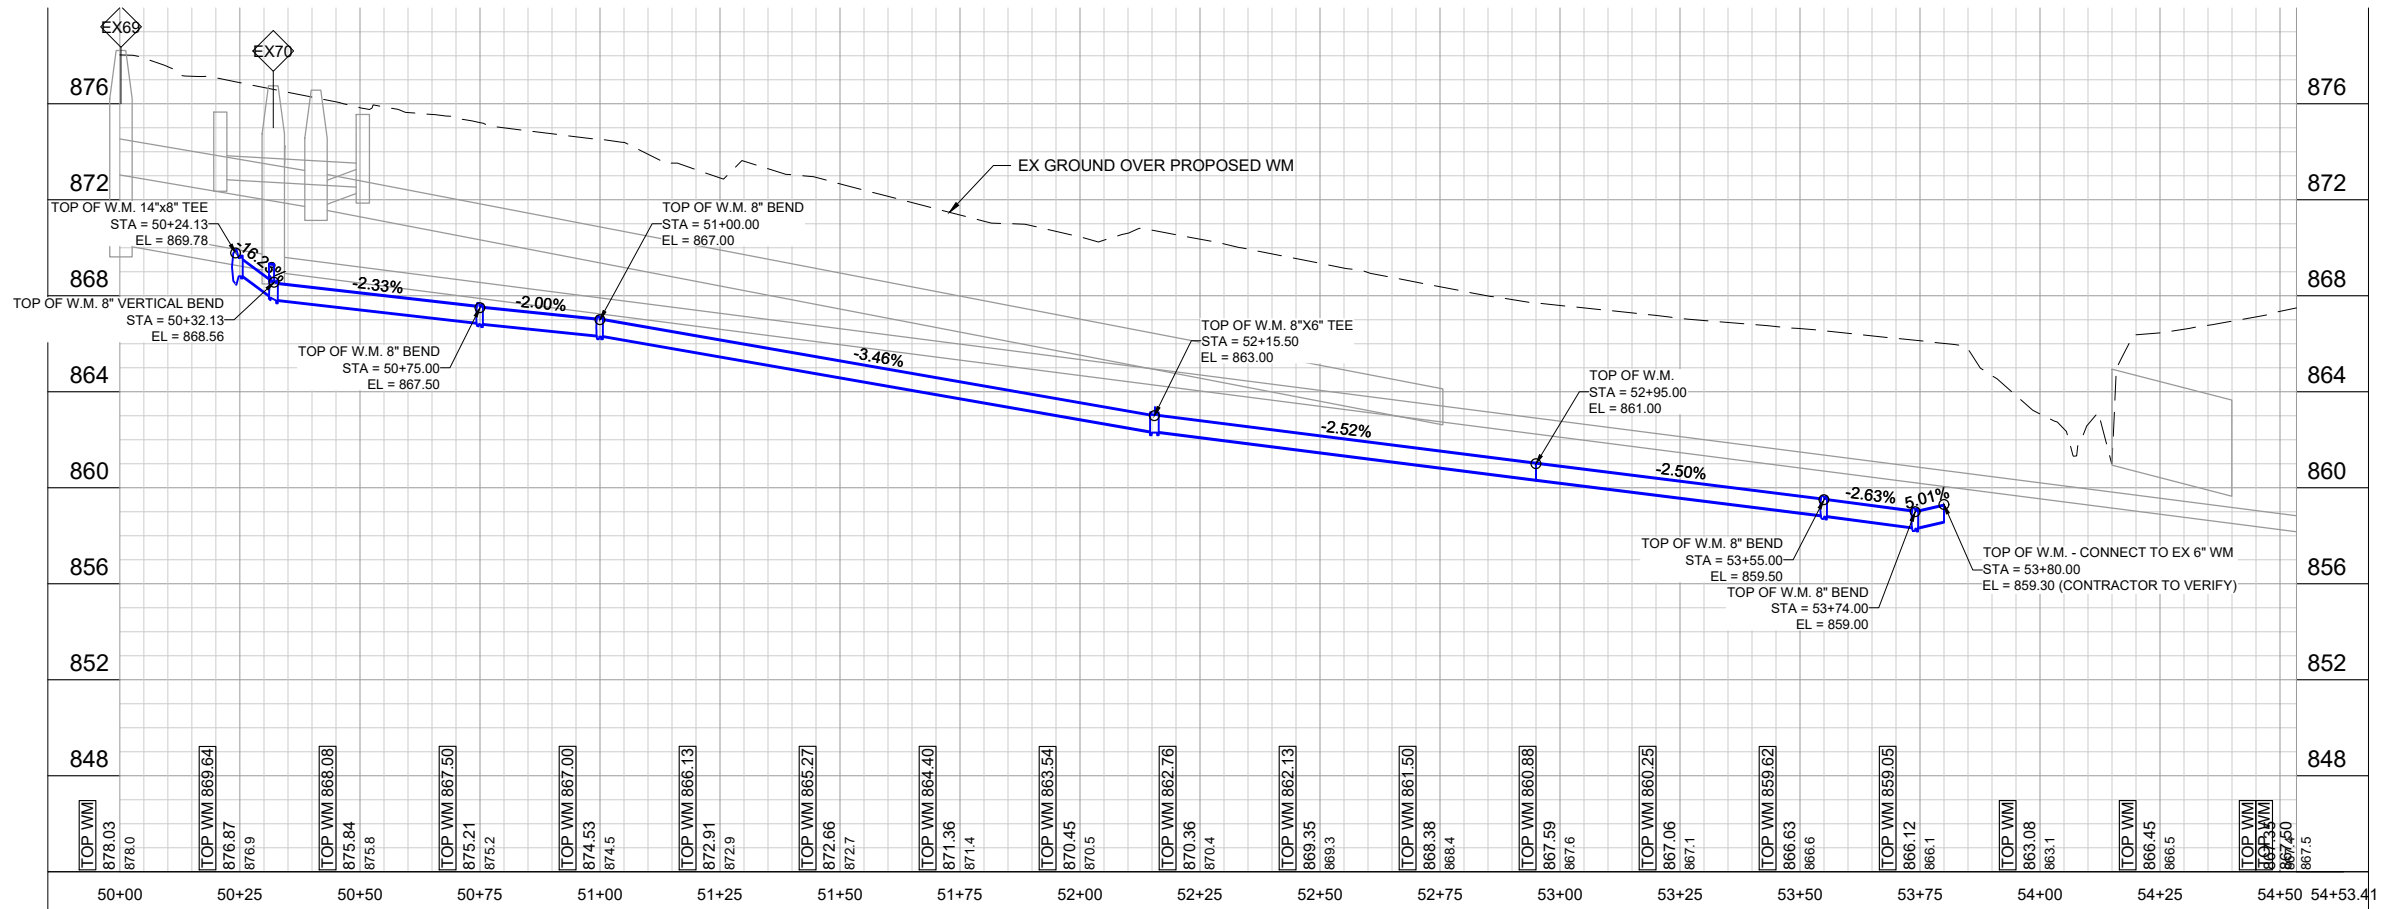 EX69
EX70
876
876
872
872
868
868
864
864
860
860
856
856
852
852
848
848
EX GROUND OVER PROPOSED WM
TOP OF W.M. 14"x8" TEE
STA = 50+24.13
EL = 869.78
TOP OF W.M. 8" VERTICAL BEND
STA = 50+32.13
EL = 868.56
TOP OF W.M. 8" BEND
STA = 50+75.00
EL = 867.50
TOP OF W.M. 8" BEND
STA = 51+00.00
EL = 867.00
TOP OF W.M. 8"X6" TEE
STA = 52+15.50
EL = 863.00
TOP OF W.M.
STA = 52+95.00
EL = 861.00
TOP OF W.M. 8" BEND
STA = 53+55.00
EL = 859.50
TOP OF W.M. 8" BEND
STA = 53+74.00
EL = 859.00
TOP OF W.M. - CONNECT TO EX 6" WM
STA = 53+80.00
EL = 859.30 (CONTRACTOR TO VERIFY)
-2.33%
-2.00%
-3.46%
-2.52%
-2.50%
-2.63%
5.01%
TOP WM
878.03
878.0
TOP WM 869.64
876.87
876.9
TOP WM 868.08
875.84
875.8
TOP WM 867.50
875.21
875.2
TOP WM 867.00
874.53
874.5
TOP WM 866.13
872.91
872.9
TOP WM 865.27
872.66
872.7
TOP WM 864.40
871.36
871.4
TOP WM 863.54
870.45
870.5
TOP WM 862.76
870.36
870.4
TOP WM 862.13
869.35
869.3
TOP WM 861.50
868.38
868.4
TOP WM 860.88
867.59
867.6
TOP WM 860.25
867.06
867.1
TOP WM 859.62
866.63
866.6
TOP WM 859.05
866.12
866.1
TOP WM
863.08
863.1
TOP WM
866.45
866.5
TOP WM
TOP WM
867.50
867.5
50+00
50+25
50+50
50+75
51+00
51+25
51+50
51+75
52+00
52+25
52+50
52+75
53+00
53+25
53+50
53+75
54+00
54+25
54+50
54+53.41